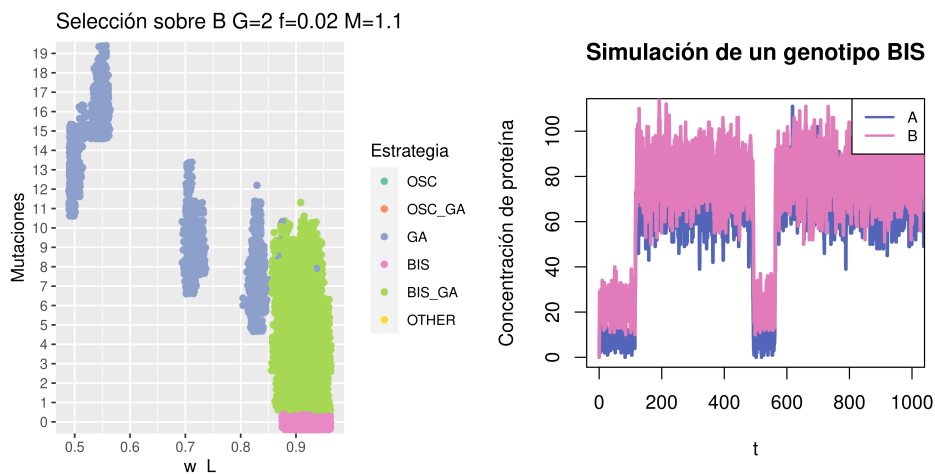 Selección sobre B G=2 f=0.02 M=1.1
Mutaciones
19
18
17
16
15
14
13
12
11
10
9
8
7
6
5
4
3
2
1
0
0.5
0.6
0.7
0.8
0.9
w_L
Estrategia
OSC
OSC_GA
GA
BIS
BIS_GA
OTHER
Simulación de un genotipo BIS
Concentración de proteína
100
80
60
40
20
0
A
B
0
200
400
600
800
1000
t